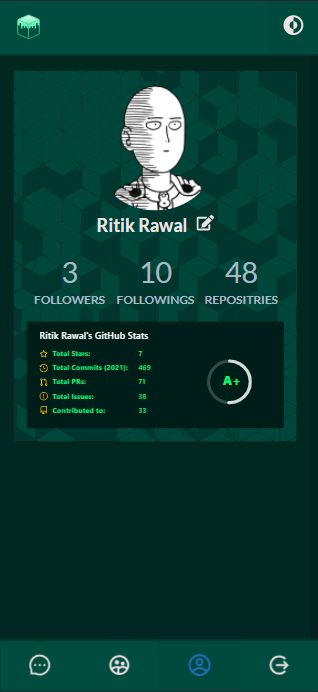 Ritik Rawal
3 10 48
FOLLOWERS FOLLOWINGS REPOSITRIES
Ritik Rawal's GitHub Stats
Total Stars: 7
Total Commits (2021): 469
Total PRs: 71
Total Issues: 38
Contributed to: 33
A+